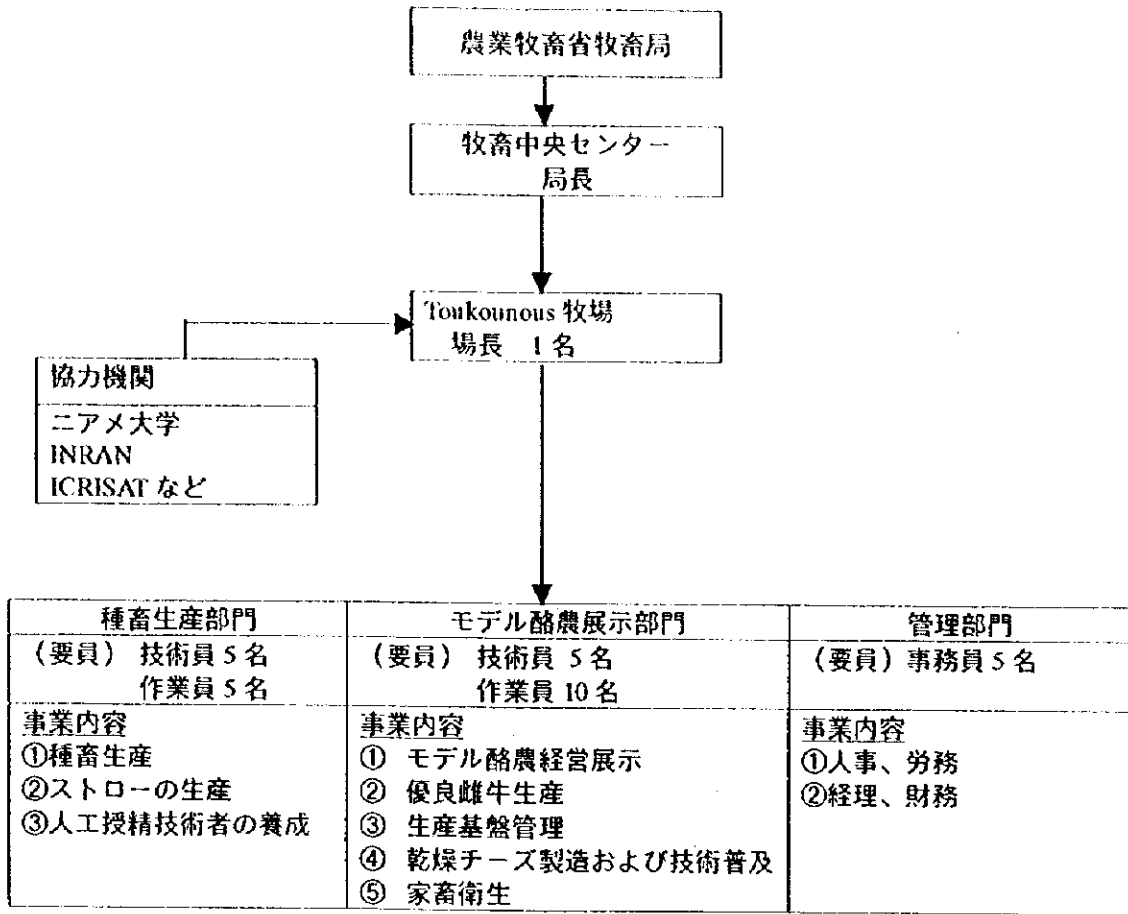 農業牧畜省牧畜局
牧畜中央センター
局長
Toukounous 牧場
場長 1名
協力機関
ニアメ大学
INRAN
ICRISAT など
種畜生産部門
（要員） 技術員 5 名
作業員 5 名
事業内容
①種畜生産
②ストローの生産
③人工授精技術者の養成
モデル酪農展示部門
（要員） 技術員 5 名
作業員 10 名
事業内容
① モデル酪農経営展示
② 優良雌牛生産
③ 生産基盤管理
④ 乾燥チーズ製造および技術普及
⑤ 家畜衛生
管理部門
（要員）事務員 5 名
事業内容
①人事、労務
②経理、財務